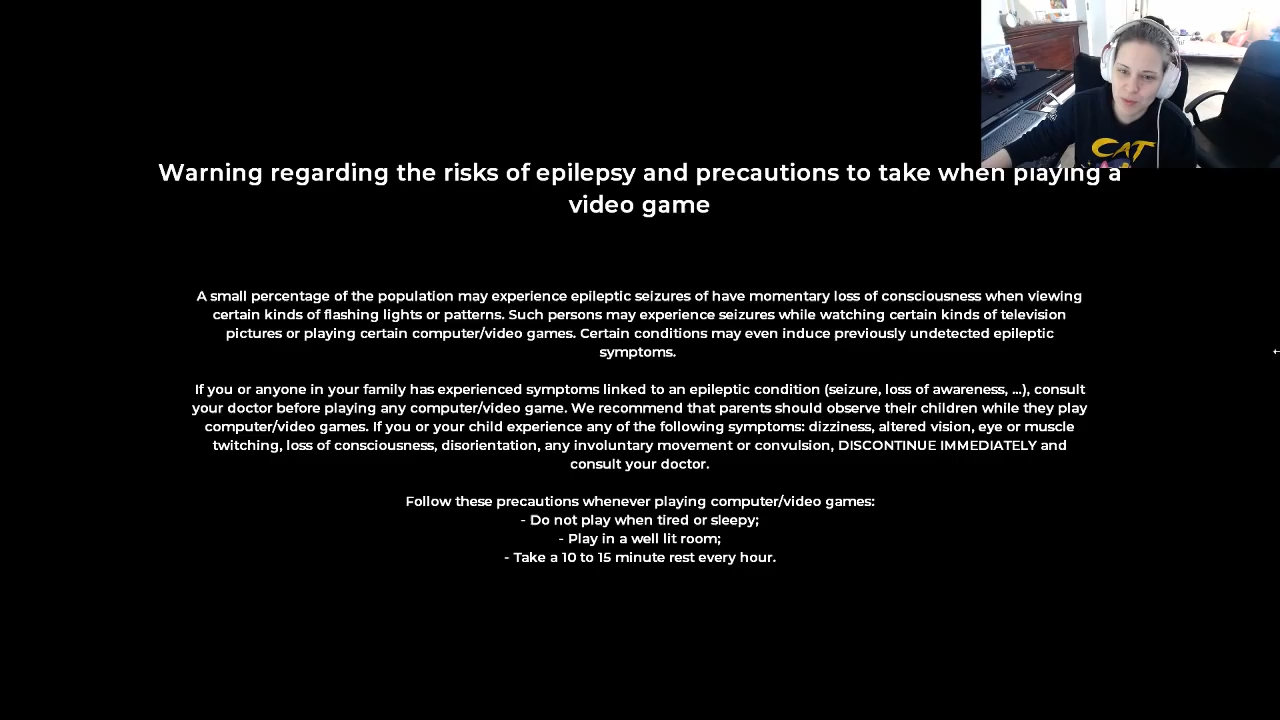 CAT
Warning regarding the risks of epilepsy and precautions to take when playing a
video game
A small percentage of the population may experience epileptic seizures of have momentary loss of consciousness when viewing
certain kinds of flashing lights or patterns. Such persons may experience seizures while watching certain kinds of television
pictures or playing certain computer/video games. Certain conditions may even induce previously undetected epileptic
symptoms.
If you or anyone in your family has experienced symptoms linked to an epileptic condition (seizure, loss of awareness, ...), consult
your doctor before playing any computer/video game. We recommend that parents should observe their children while they play
computer/video games. If you or your child experience any of the following symptoms: dizziness, altered vision, eye or muscle
twitching, loss of consciousness, disorientation, any involuntary movement or convulsion, DISCONTINUE IMMEDIATELY and
consult your doctor.
Follow these precautions whenever playing computer/video games:
- Do not play when tired or sleepy;
- Play in a well lit room;
- Take a 10 to 15 minute rest every hour.